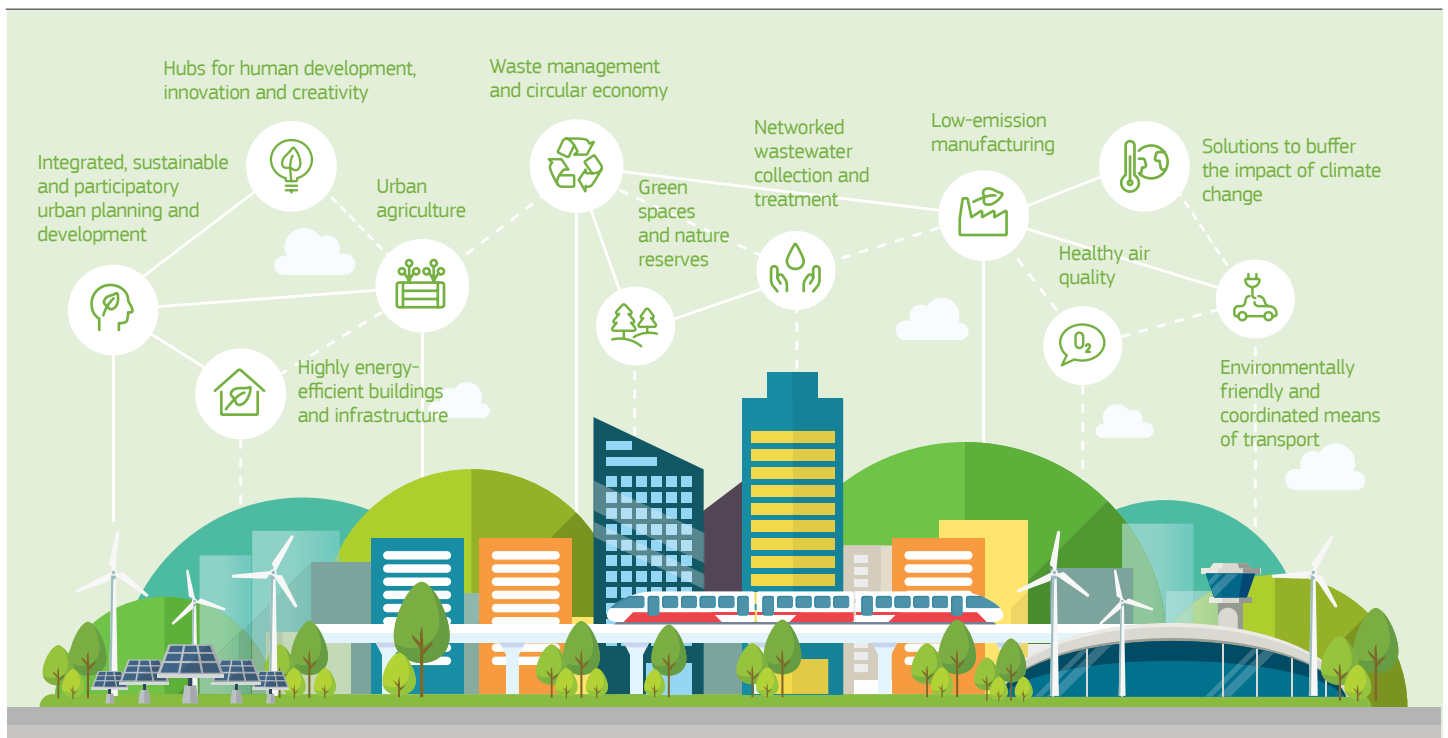 Hubs for human development,
innovation and creativity
Waste management
and circular economy
Integrated, sustainable
and participatory
urban planning and
development
Urban
agriculture
Green
spaces
and nature
reserves
Networked
wastewater
collection and
treatment
Low-emission
manufacturing
Solutions to buffer
the impact of climate
change
Healthy air
quality
O₂
Highly energy-
efficient buildings
and infrastructure
Environmentally
friendly and
coordinated means
of transport